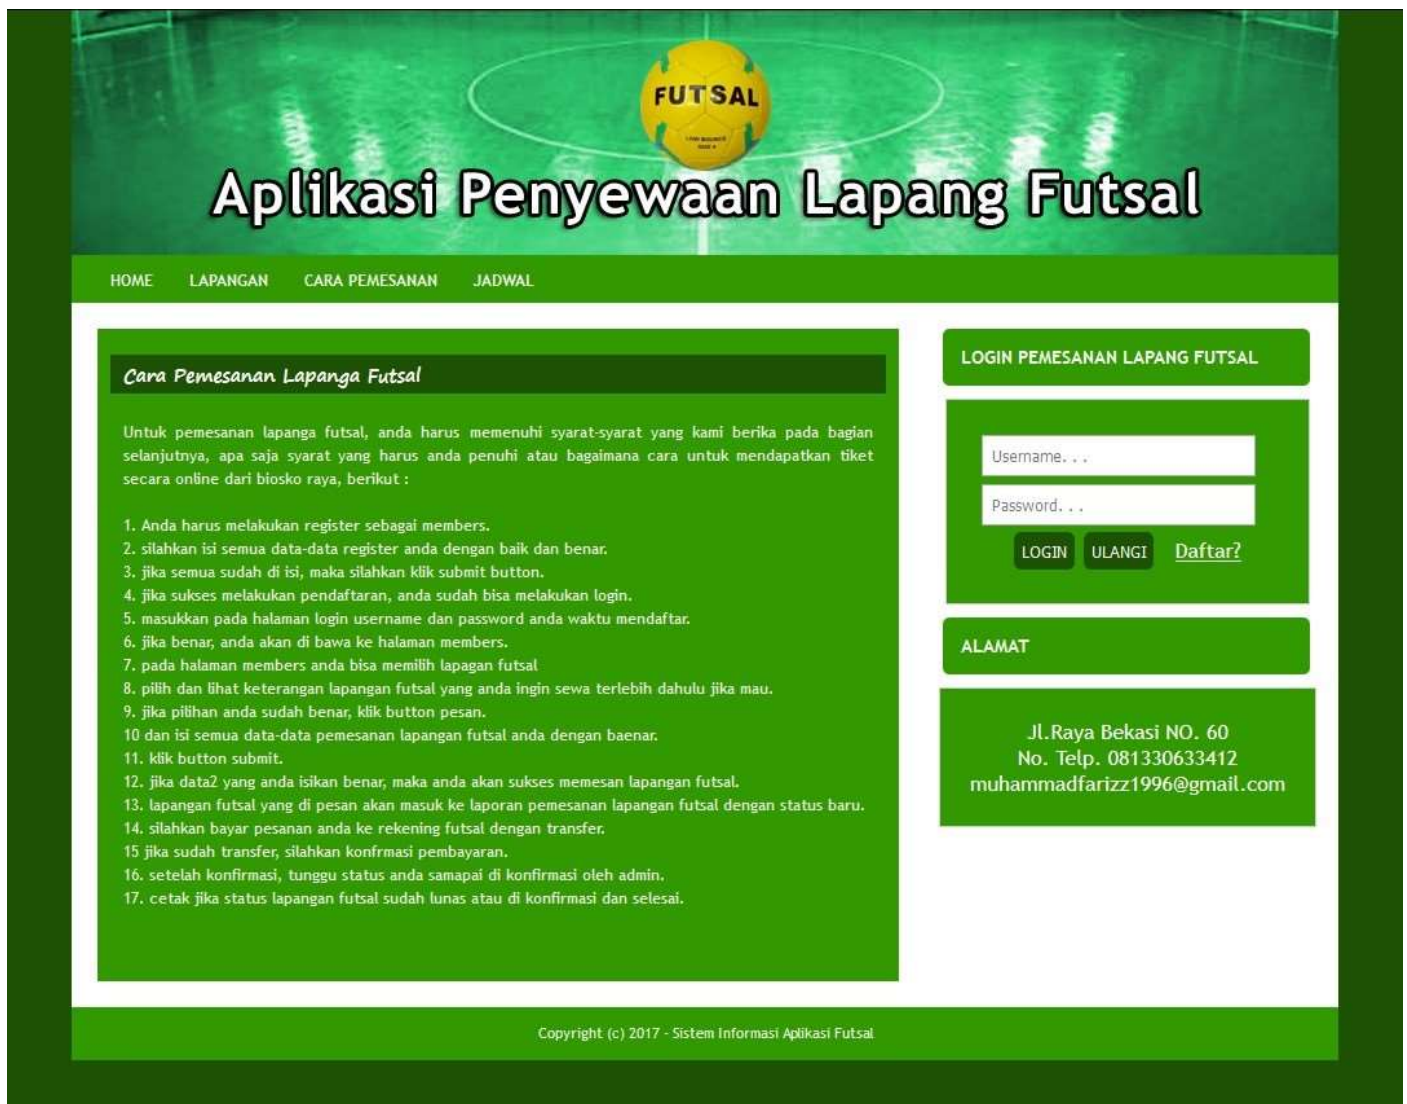 FUTSAL
Aplikasi Penyewaan Lapang Futsal
HOME LAPANGAN CARA PEMESANAN JADWAL
Cara Pemesanan Lapanga Futsal
Untuk pemesanan lapanga futsal, anda harus memenuhi syarat-syarat yang kami berika pada bagian
selanjutnya, apa saja syarat yang harus anda penuhi atau bagaimana cara untuk mendapatkan tiket
secara online dari biosko raya, berikut :
1. Anda harus melakukan register sebagai members.
2. silahkan isi semua data-data register anda dengan baik dan benar.
3. jika semua sudah di isi, maka silahkan klik submit button.
4. jika sukses melakukan pendaftaran, anda sudah bisa melakukan login.
5. masukkan pada halaman login username dan password anda waktu mendaftar.
6. jika benar, anda akan di bawa ke halaman members.
7. pada halaman members anda bisa memilih lapagan futsal
8. pilih dan lihat keterangan lapangan futsal yang anda ingin sewa terlebih dahulu jika mau.
9. jika pilihan anda sudah benar, klik button pesan.
10 dan isi semua data-data pemesanan lapangan futsal anda dengan baenar.
11. klik button submit.
12. jika data2 yang anda isikan benar, maka anda akan sukses memesan lapangan futsal.
13. lapangan futsal yang di pesan akan masuk ke laporan pemesanan lapangan futsal dengan status baru.
14. silahkan bayar pesanan anda ke rekening futsal dengan transfer.
15 jika sudah transfer, silahkan konfrmasi pembayaran.
16. setelah konfirmasi, tunggu status anda samapai di konfirmasi oleh admin.
17. cetak jika status lapangan futsal sudah lunas atau di konfirmasi dan selesai.
LOGIN PEMESANAN LAPANG FUTSAL
Username. . .
Password. . .
LOGIN ULANGI Daftar?
ALAMAT
Jl.Raya Bekasi NO. 60
No. Telp. 081330633412
muhammadfarizz1996@gmail.com
Copyright (c) 2017 - Sistem Informasi Aplikasi Futsal